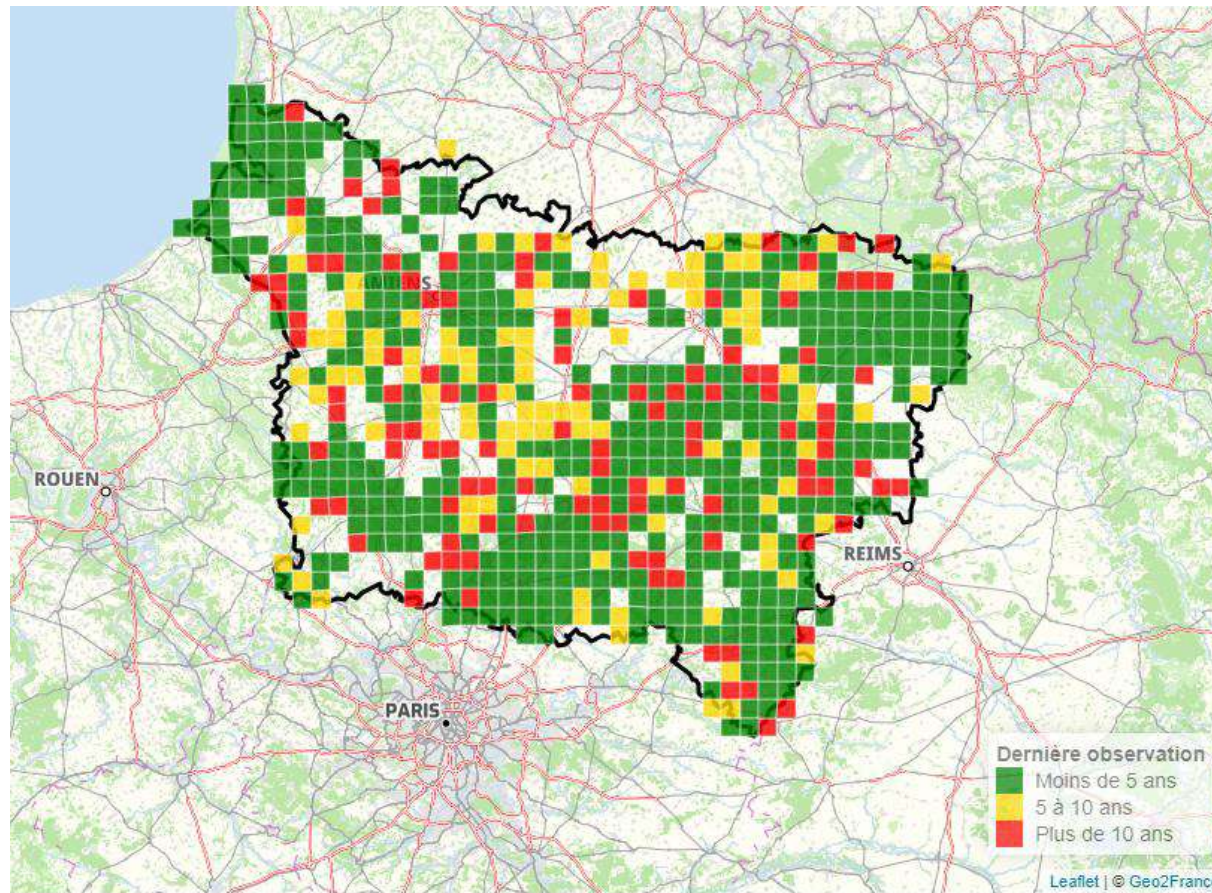 AMIENS
ROUEN
REIMS
PARIS
Dernière observation
Moins de 5 ans
5 à 10 ans
Plus de 10 ans
Leaflet | © Geo2Franc